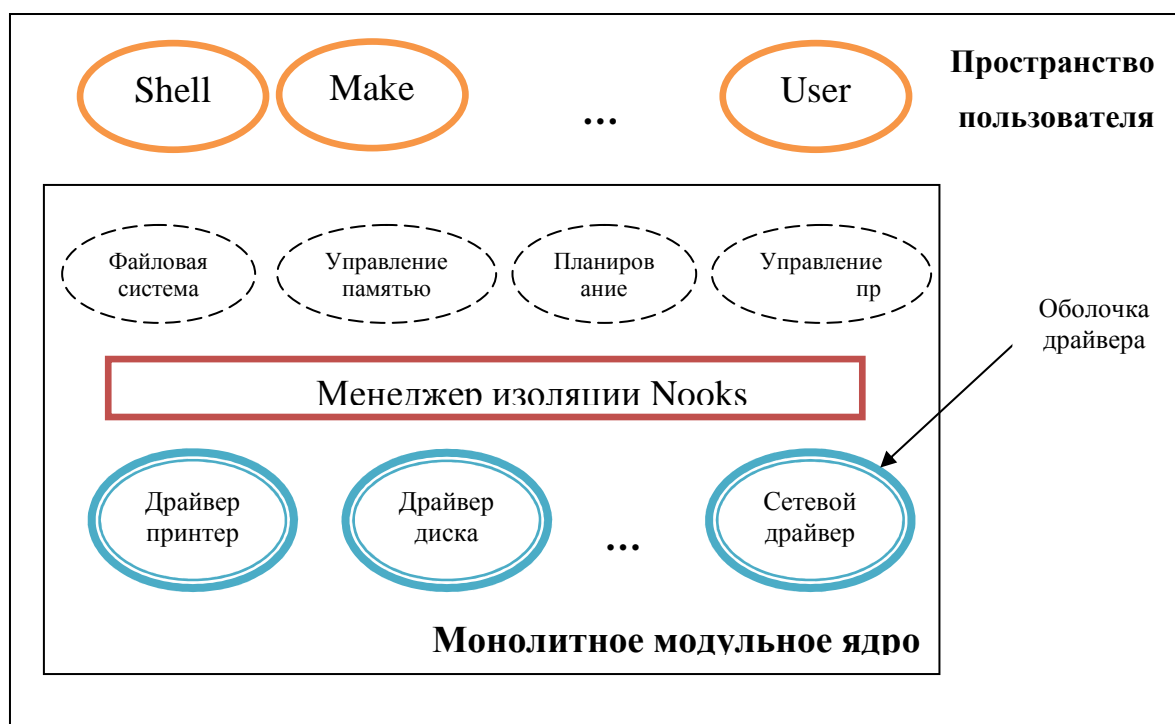 Shell
Make
...
User
Пространство
пользователя
Файловая
система
Управление
памятью
Планиров
ание
Управление
пр
Оболочка
драйвера
Менеджер изоляции Nooks
Драйвер
принтер
Драйвер
диска
...
Сетевой
драйвер
Монолитное модульное ядро